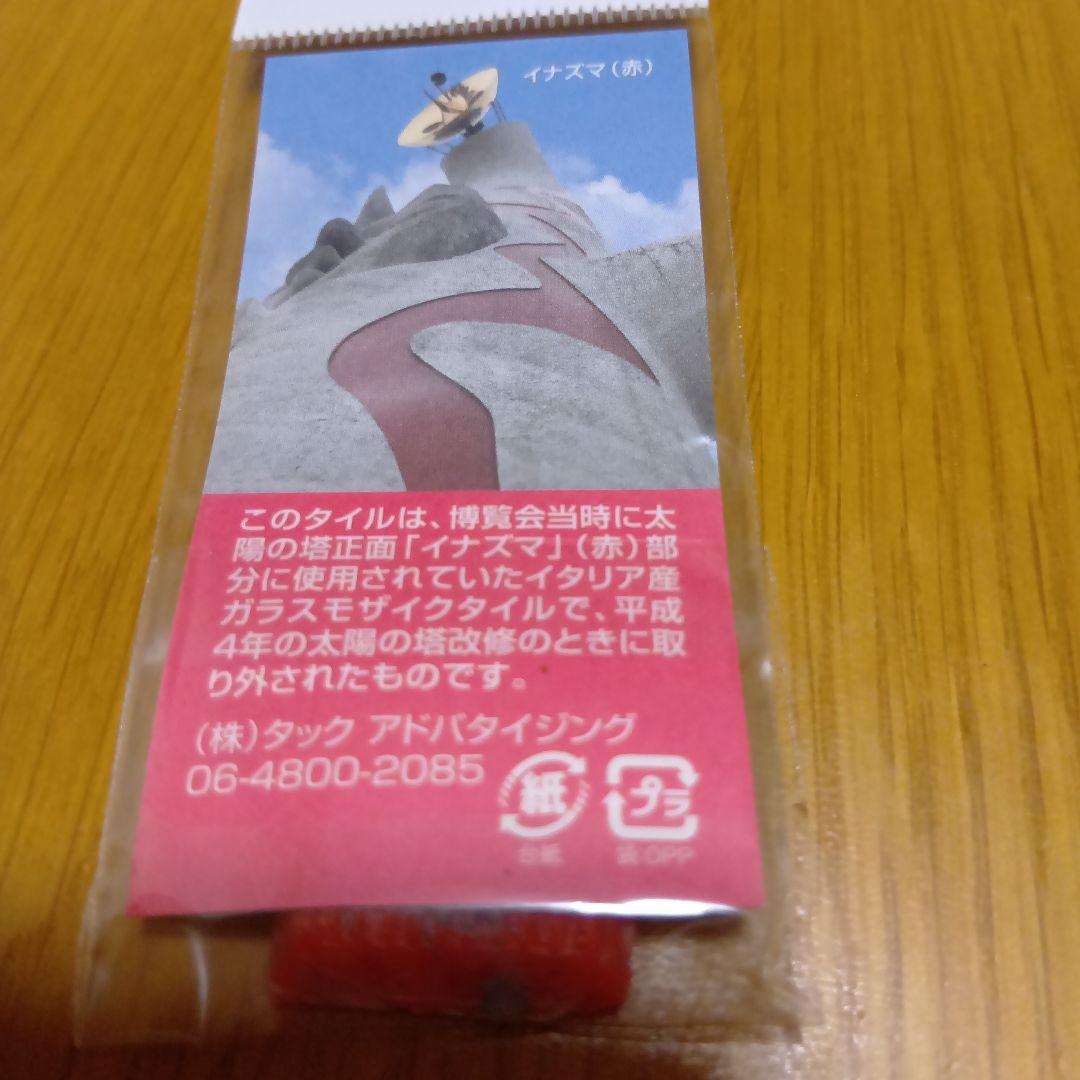 イナズマ（赤）
このタイルは、博覧会当時に太
陽の塔正面「イナズマ」（赤）部
分に使用されていたイタリア産
ガラスモザイクタイルで、平成
4年の太陽の塔改修のときに取
り外されたものです。
（株）タック アドバタイジング
06-4800-2085
紙 プラ
台紙 袋:OPP